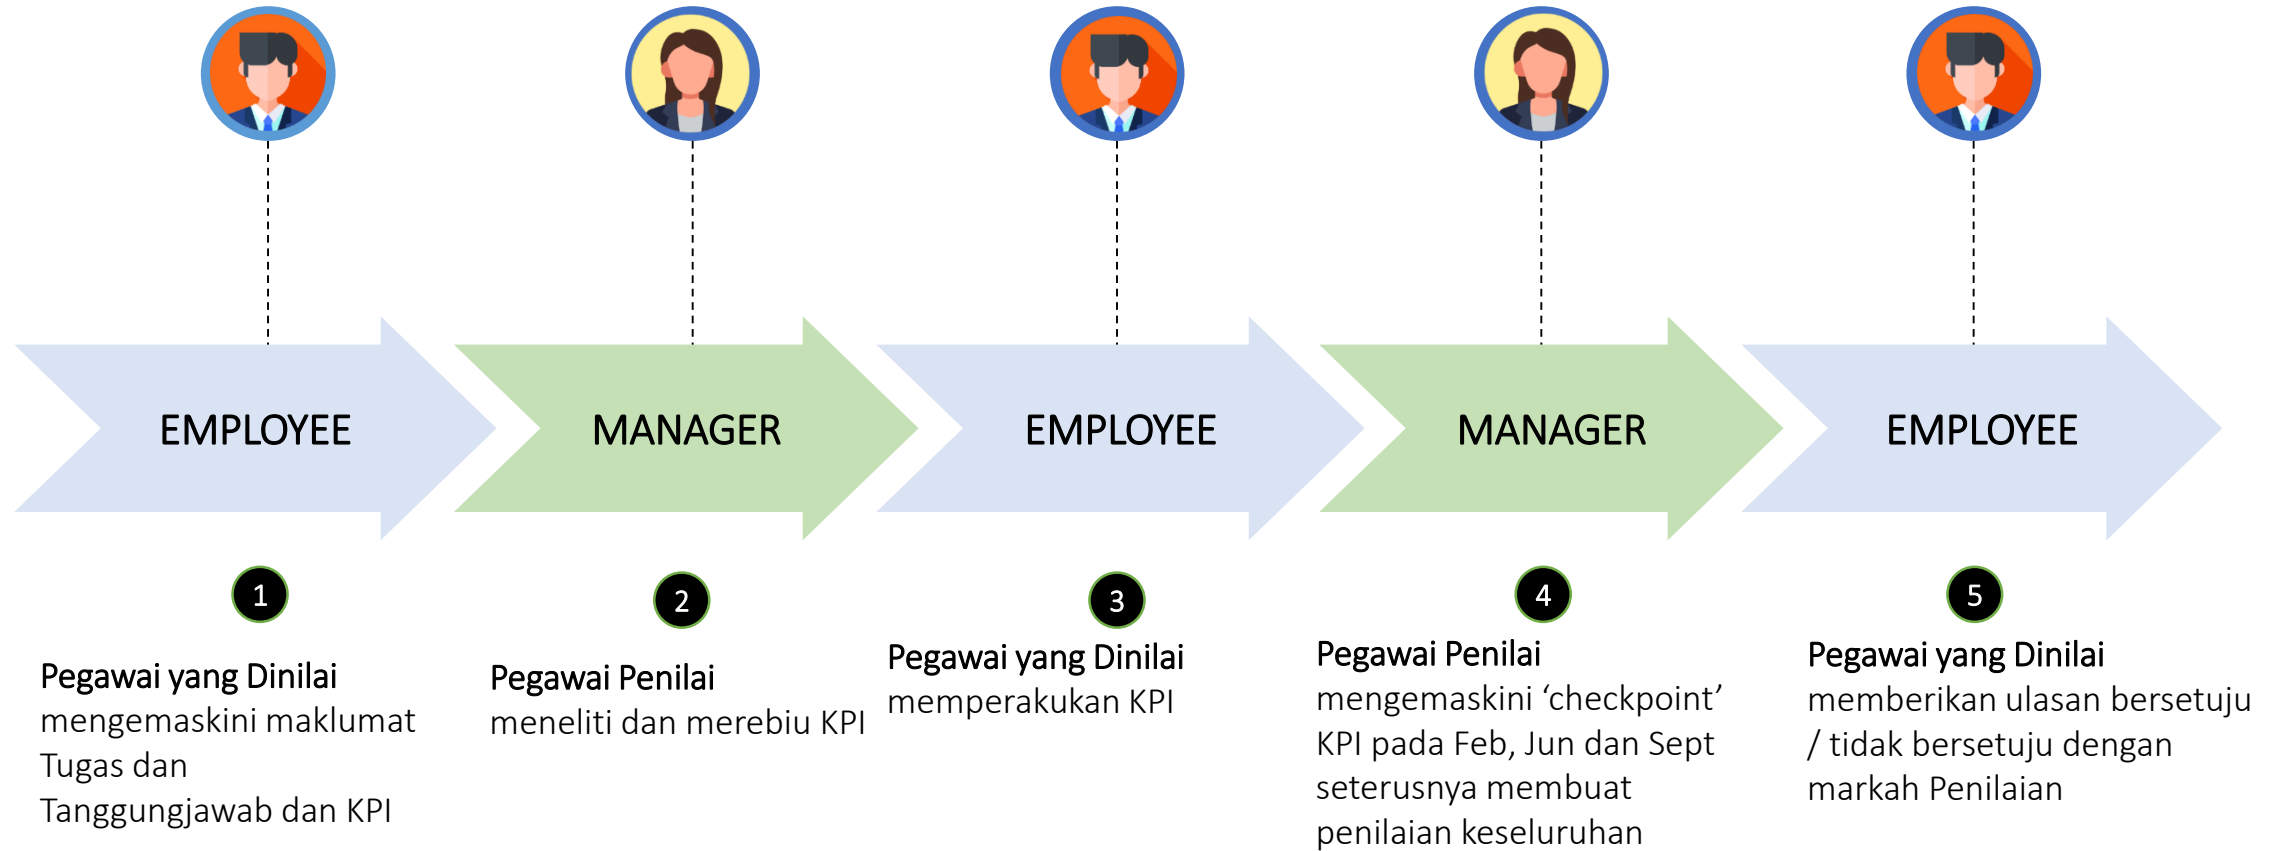 EMPLOYEE
MANAGER
EMPLOYEE
MANAGER
EMPLOYEE
1
Pegawai yang Dinilai
mengemaskini maklumat
Tugas dan
Tanggungjawab dan KPI
2
Pegawai Penilai
meneliti dan merebiu KPI
3
Pegawai yang Dinilai
memperakukan KPI
4
Pegawai Penilai
mengemaskini ‘checkpoint’
KPI pada Feb, Jun dan Sept
seterusnya membuat
penilaian keseluruhan
5
Pegawai yang Dinilai
memberikan ulasan bersetuju
/ tidak bersetuju dengan
markah Penilaian